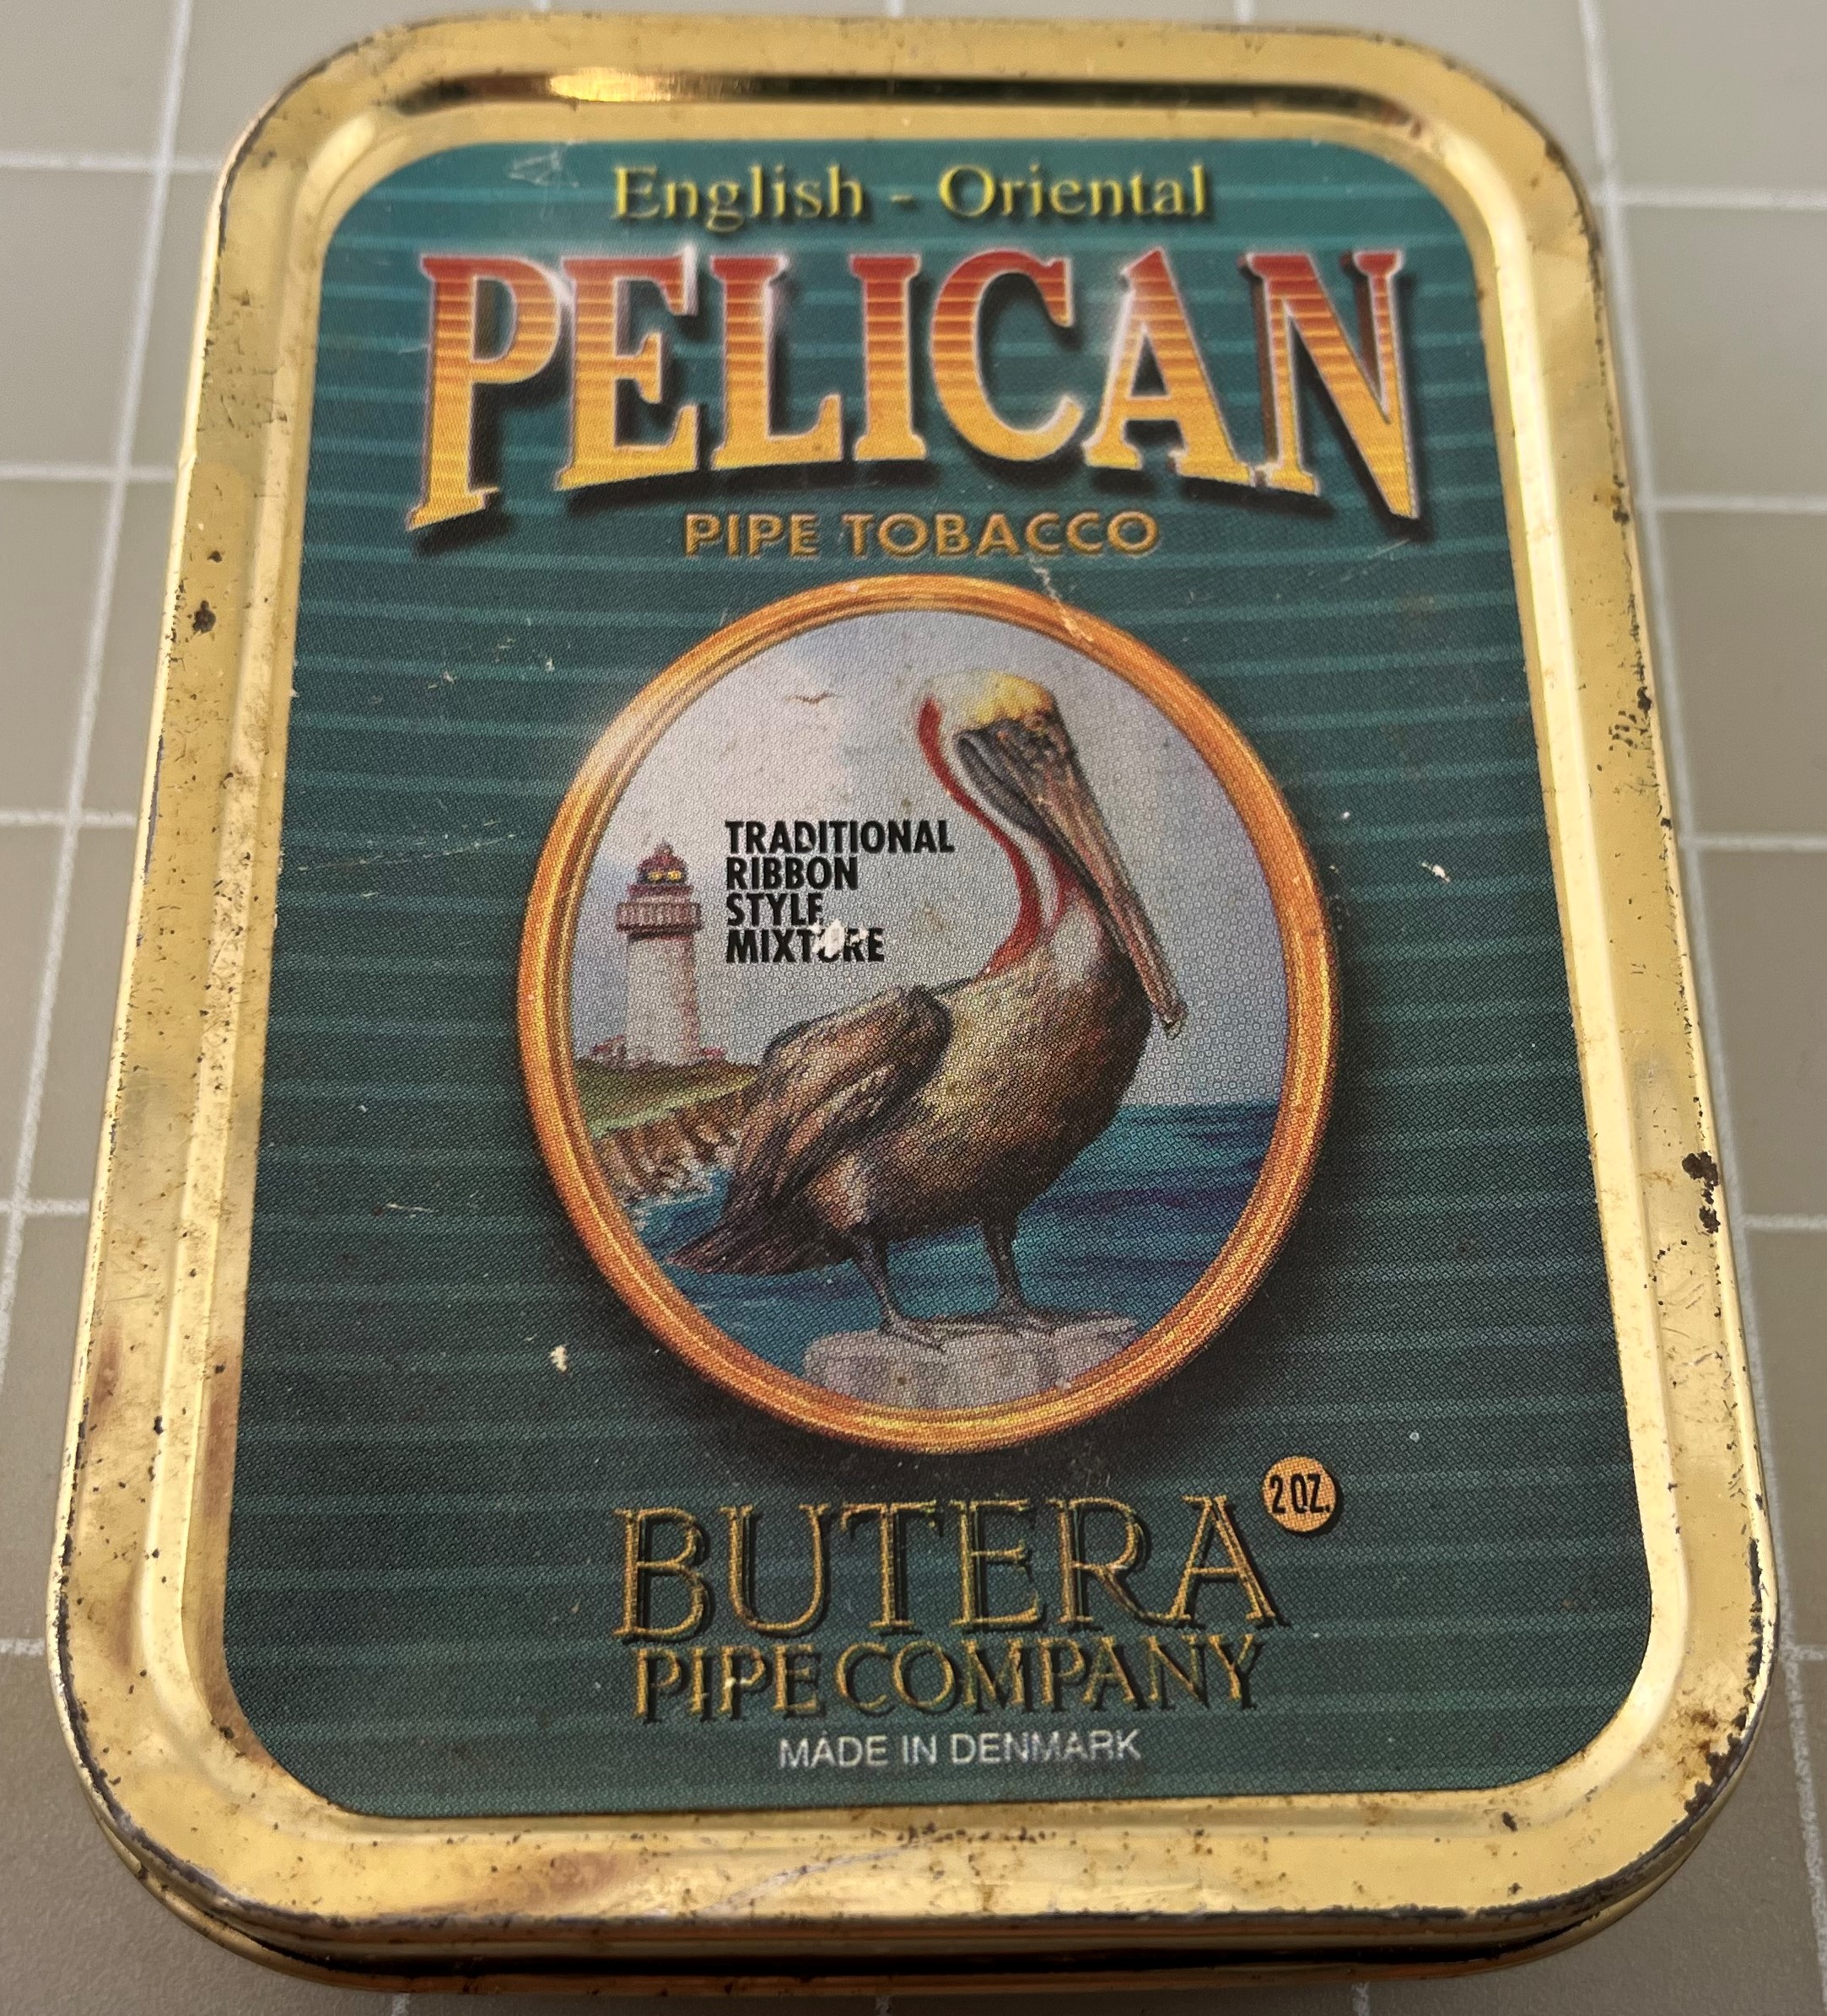 English - Oriental
PELICAN
PIPE TOBACCO
TRADITIONAL
RIBBON
STYLE
MIXTURE
2 OZ.
BUTERA
PIPE COMPANY
MADE IN DENMARK